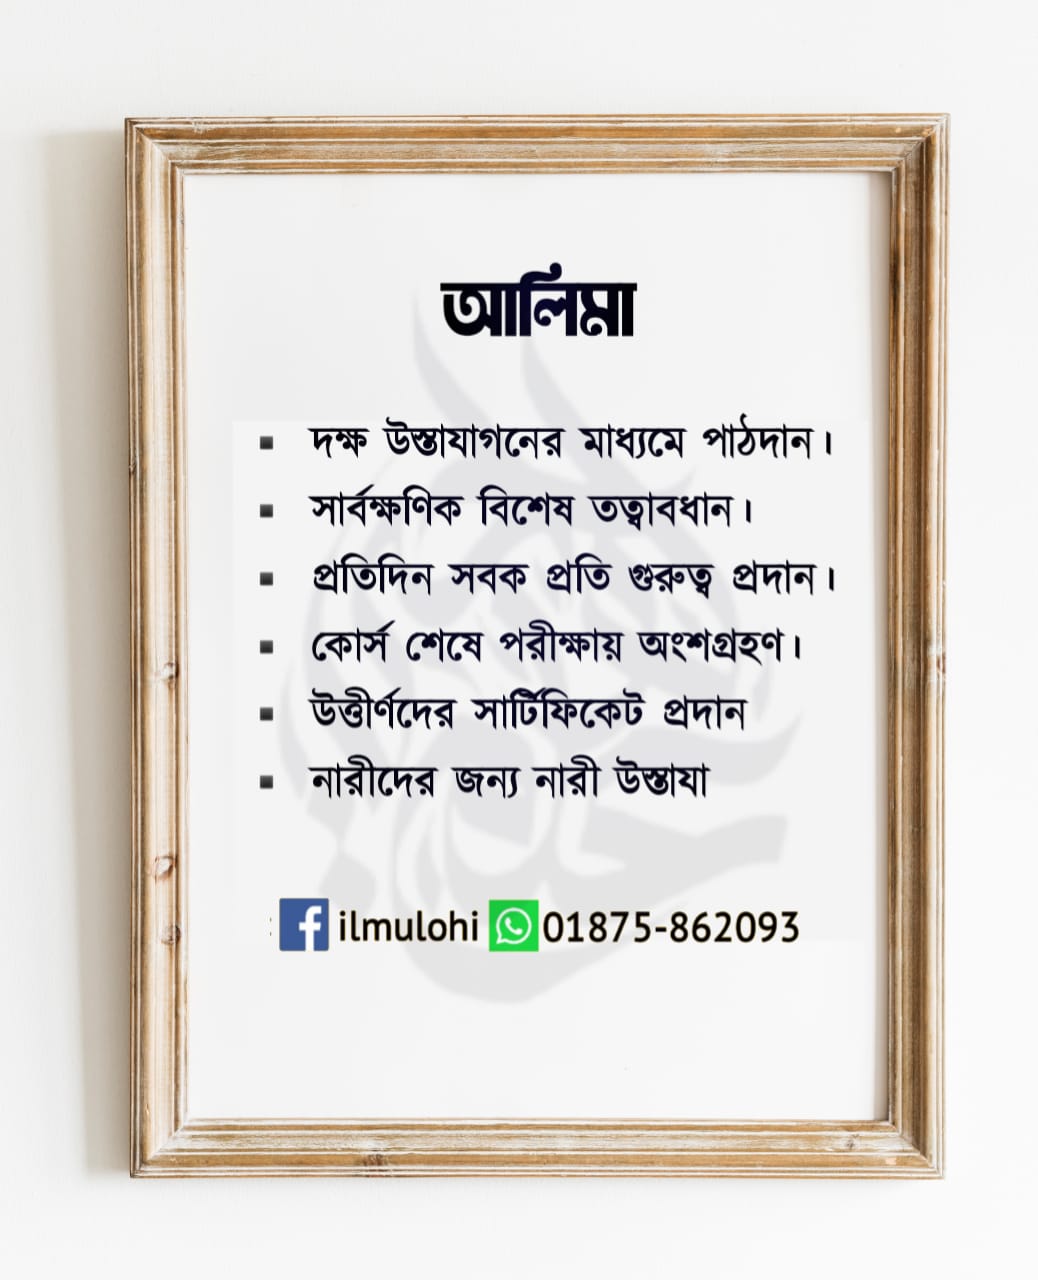 আলিমা
▪ দক্ষ উস্তাযাগনের মাধ্যমে পাঠদান।
▪ সার্বক্ষণিক বিশেষ তত্বাবধান।
▪ প্রতিদিন সবক প্রতি গুরুত্ব প্রদান।
▪ কোর্স শেষে পরীক্ষায় অংশগ্রহণ।
▪ উত্তীর্ণদের সার্টিফিকেট প্রদান
▪ নারীদের জন্য নারী উস্তাযা
ilmulohi 01875-862093